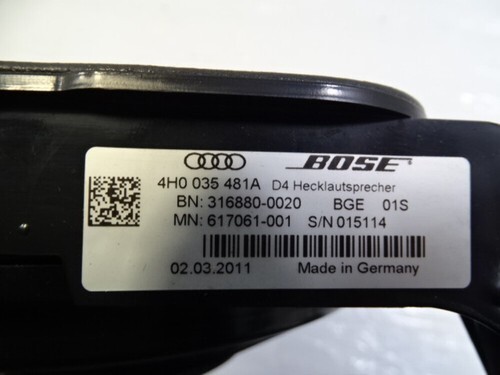 BOSE
4H0 035 481A D4 Hecklautsprecher
BN: 316880-0020 BGE 01S
MN: 617061-001 S/N 015114
02.03.2011 Made in Germany